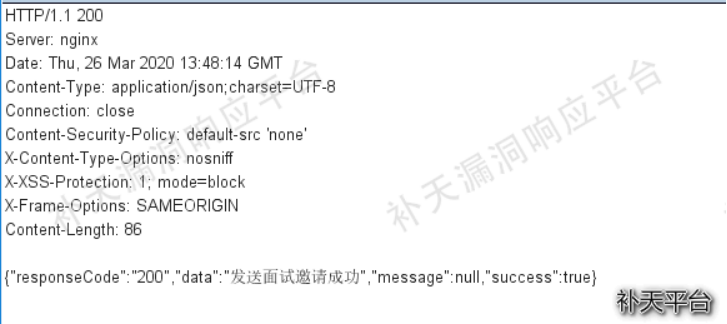 HTTP/1.1 200
Server: nginx
Date: Thu, 26 Mar 2020 13:48:14 GMT
Content-Type: application/json;charset=UTF-8
Connection: close
Content-Security-Policy: default-src 'none'
X-Content-Type-Options: nosniff
X-XSS-Protection: 1; mode=block
X-Frame-Options: SAMEORIGIN
Content-Length: 86
{"responseCode":"200","data":"发送面试邀请成功","message":null,"success":true}
补天漏洞响应平台
补天漏洞响应平台
补天平台